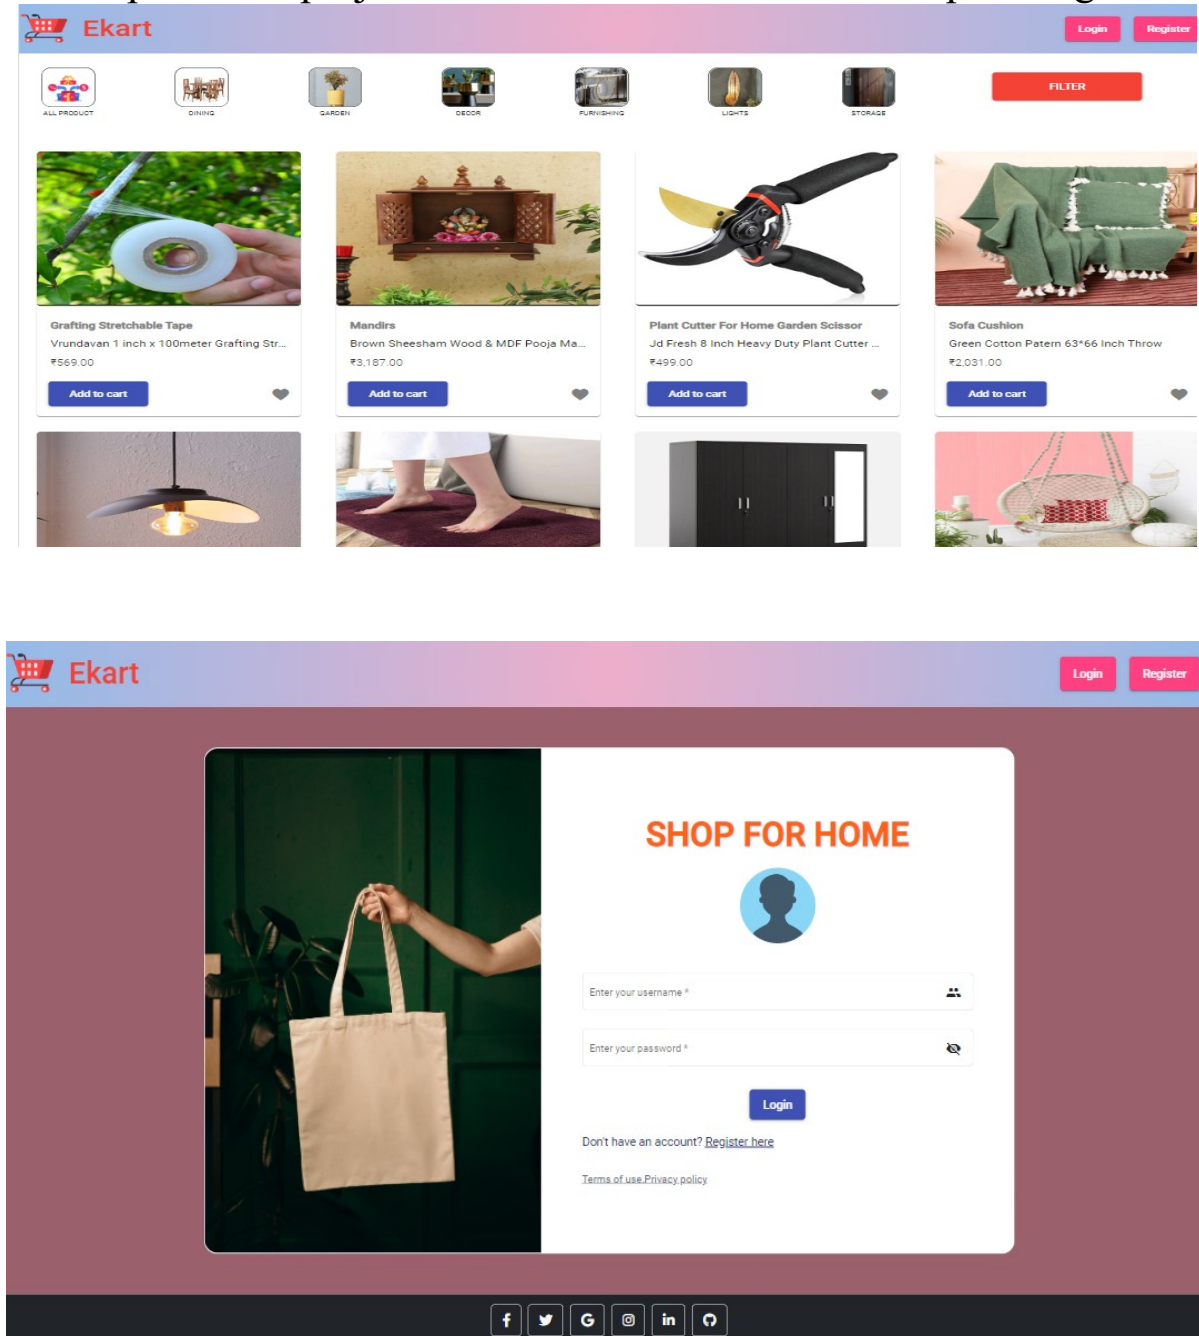 Ekart
Login Register
FILTER
ALL PRODUCT DINING GARDEN DECOR FURNISHING LIGHTS STORAGE
Grafting Stretchable Tape
Vrundavan 1 inch x 100meter Grafting Str...
₹569.00
Add to cart
Mandirs
Brown Sheesham Wood & MDF Pooja Ma...
₹3,187.00
Add to cart
Plant Cutter For Home Garden Scissor
Jd Fresh 8 Inch Heavy Duty Plant Cutter ...
₹499.00
Add to cart
Sofa Cushion
Green Cotton Patern 63*66 Inch Throw
₹2,031.00
Add to cart
Ekart
Login Register
SHOP FOR HOME
Enter your username *
Enter your password *
Login
Don't have an account? Register here
Terms of use.Privacy policy